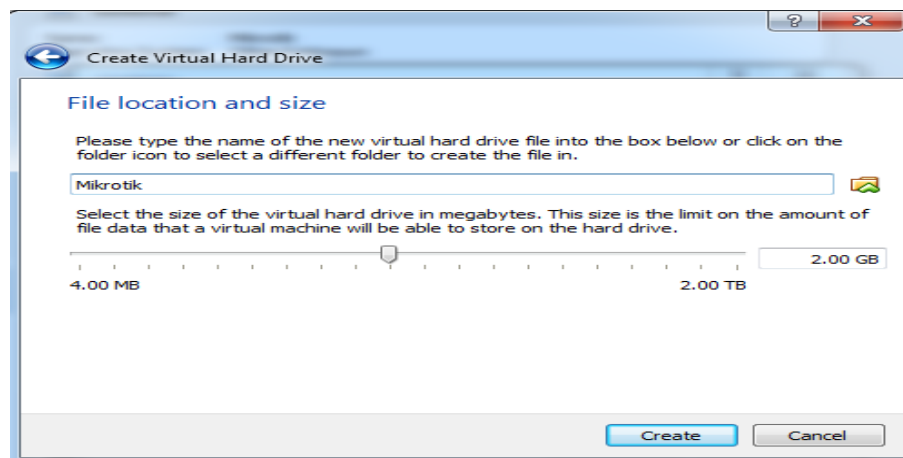 Create Virtual Hard Drive
File location and size
Please type the name of the new virtual hard drive file into the box below or click on the
folder icon to select a different folder to create the file in.
Mikrotik
Select the size of the virtual hard drive in megabytes. This size is the limit on the amount of
file data that a virtual machine will be able to store on the hard drive.
2.00 GB
4.00 MB
2.00 TB
Create
Cancel